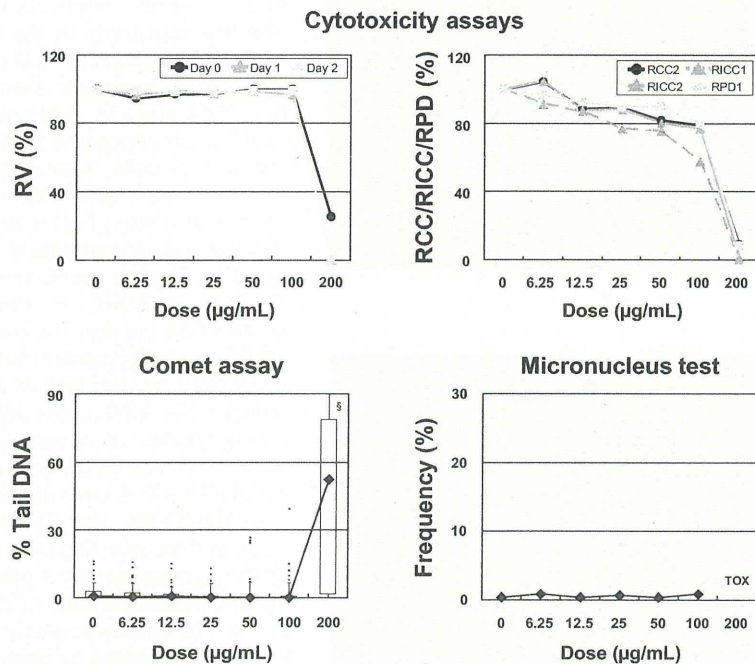 Cytotoxicity assays
RV (%)
120
80
40
0
Day 0 Day 1 Day 2
0 6.25 12.5 25 50 100 200
Dose (µg/mL)
RCC/RICC/RPD (%)
120
80
40
0
RCC2 RICC1
RICC2 RPD1
0 6.25 12.5 25 50 100 200
Dose (µg/mL)
Comet assay
% Tail DNA
90
60
30
0
§
0 6.25 12.5 25 50 100 200
Dose (µg/mL)
Micronucleus test
Frequency (%)
30
20
10
0
TOX
0 6.25 12.5 25 50 100 200
Dose (µg/mL)